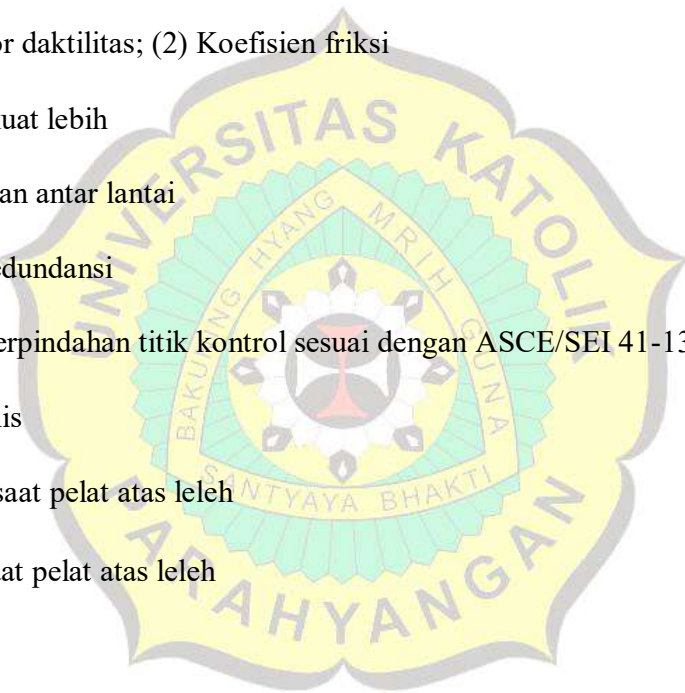 or daktilitas; (2) Koefisien friksi
uat lebih
an antar lantai
edundansi
erpindahan titik kontrol sesuai dengan ASCE/SEI 41-13
is
saat pelat atas leleh
at pelat atas leleh
UNIVERSITAS KATOLIK
PARAHYANGAN
BAKUNING HYANG MRIH GUNA
SANTYAYA BHAKTI